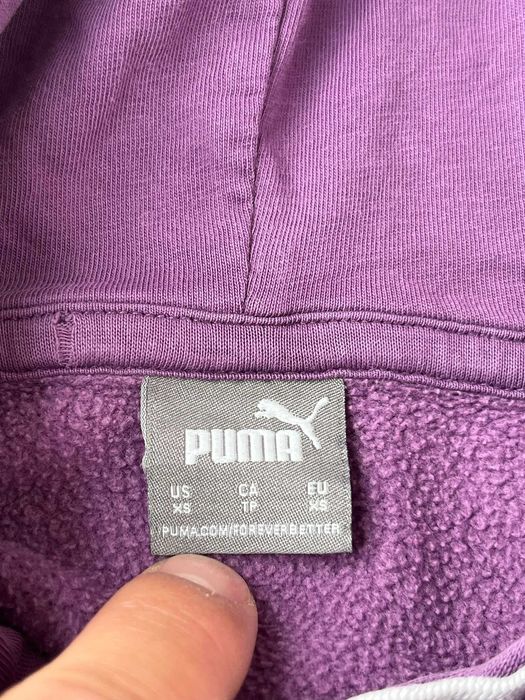 PUMA
US CA EU
XS TP XS
PUMA.COM/FOREVERBETTER